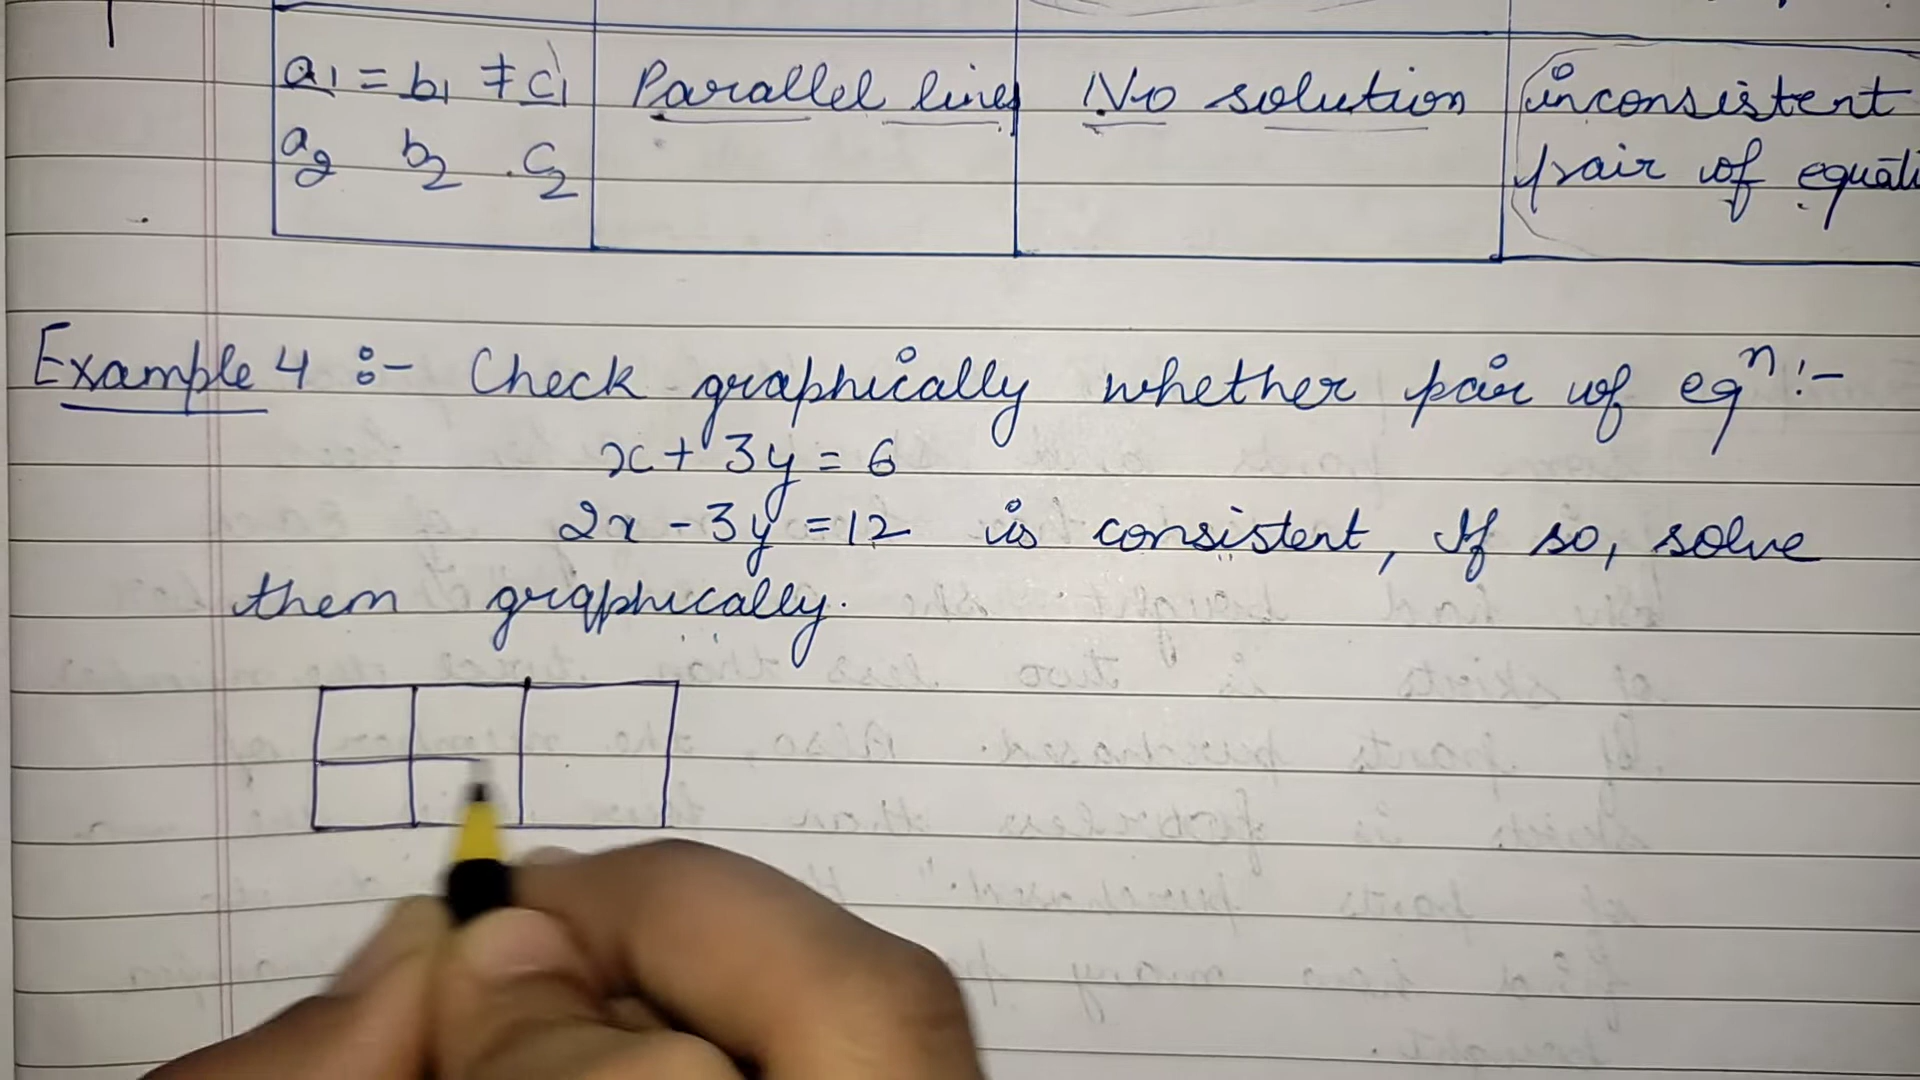 a1 = b1 ≠ c1 Parallel lines No solution inconsistent
a2 b2 c2 pair of
Example 4 :- Check graphically whether pair of eqⁿ :-
x + 3y = 6
2x - 3y = 12 is consistent, If so, solve
them graphically.